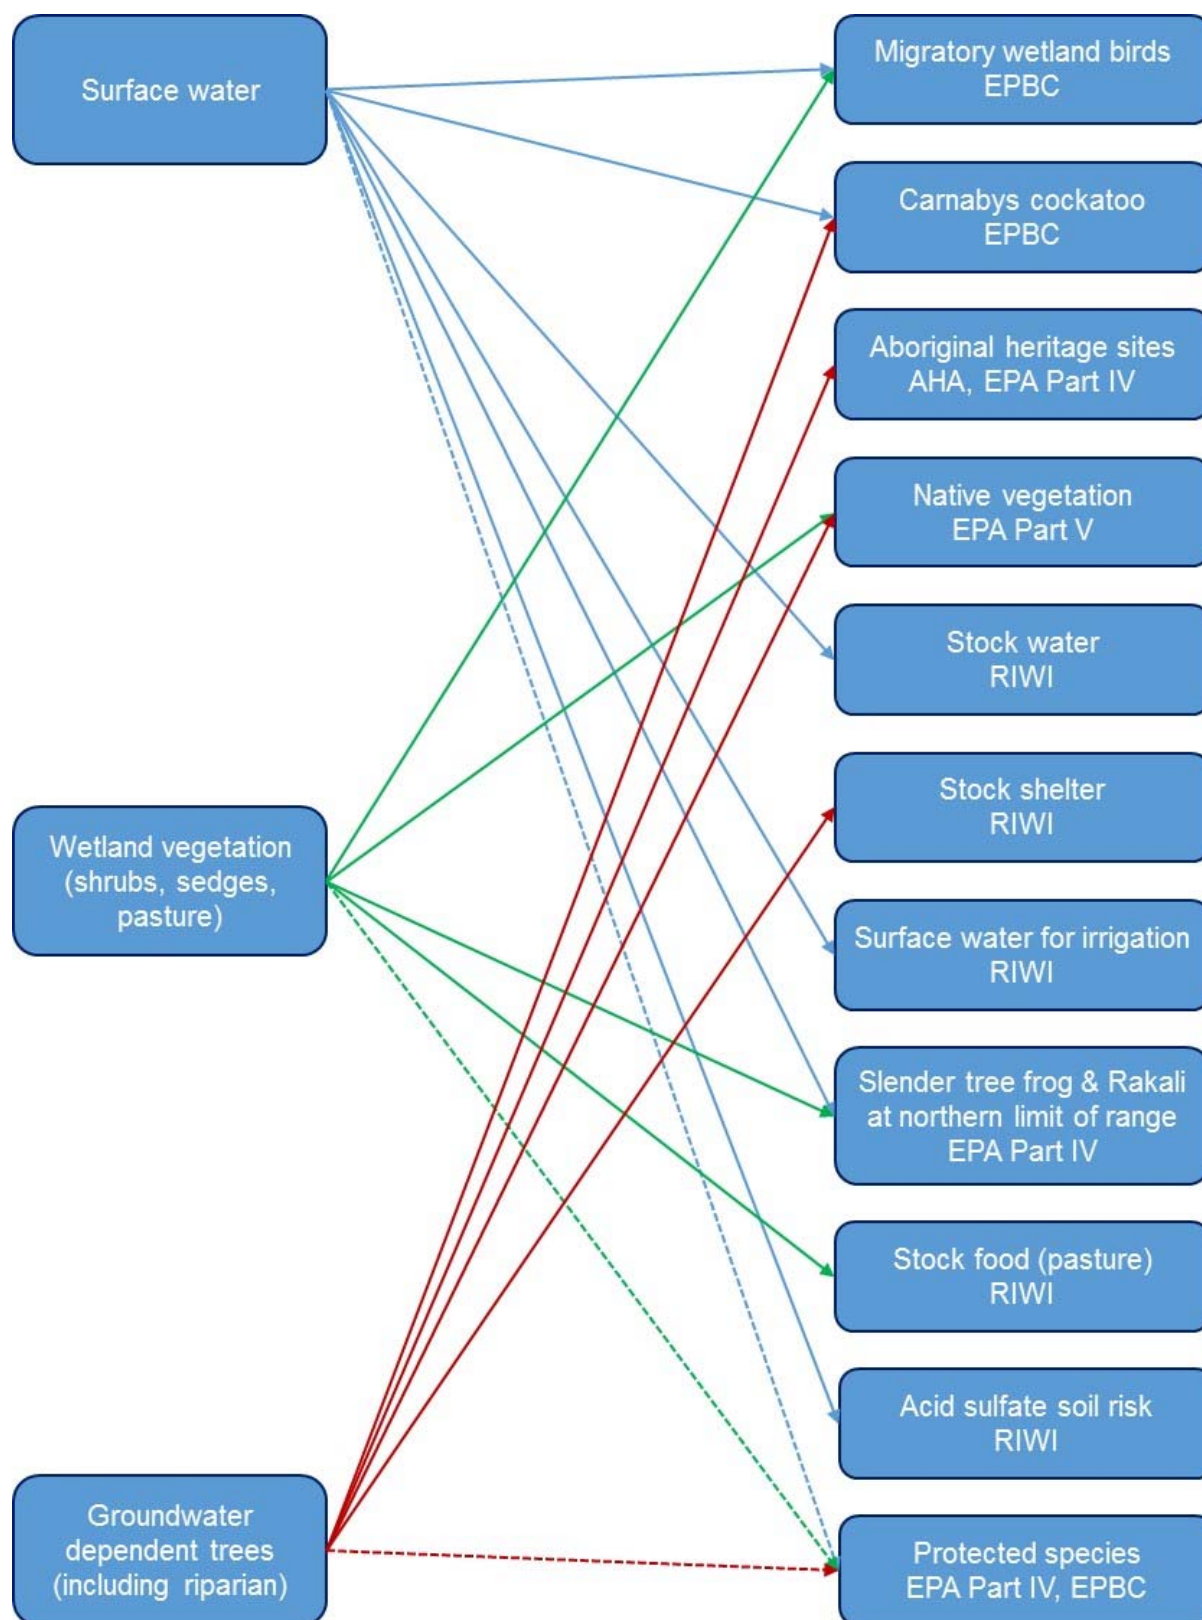 Surface water
Wetland vegetation
(shrubs, sedges,
pasture)
Groundwater
dependent trees
(including riparian)
Migratory wetland birds
EPBC
Carnabys cockatoo
EPBC
Aboriginal heritage sites
AHA, EPA Part IV
Native vegetation
EPA Part V
Stock water
RIWI
Stock shelter
RIWI
Surface water for irrigation
RIWI
Slender tree frog & Rakali
at northern limit of range
EPA Part IV
Stock food (pasture)
RIWI
Acid sulfate soil risk
RIWI
Protected species
EPA Part IV, EPBC